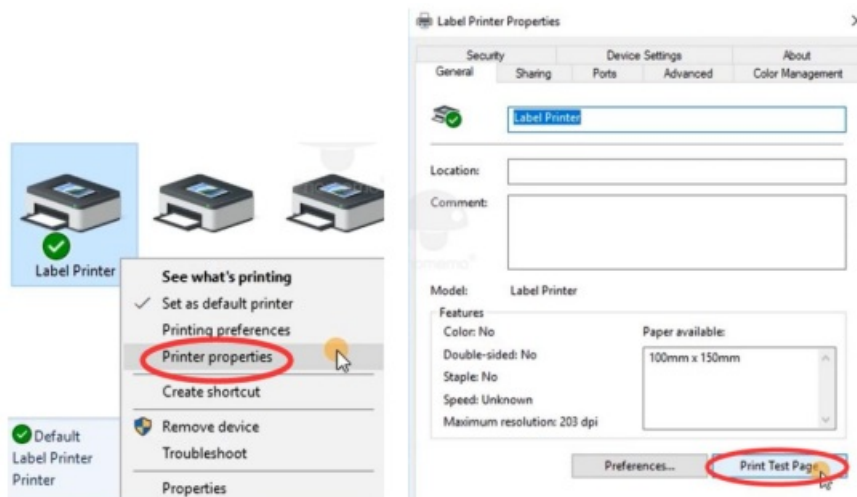 Label Printer
See what's printing
Set as default printer
Printing preferences
Printer properties
Create shortcut
Remove device
Troubleshoot
Properties
Default
Label Printer
Printer
Label Printer Properties
Security Device Settings About
General Sharing Ports Advanced Color Management
Label Printer
Location:
Comment:
Model: Label Printer
Features
Color: No
Double-sided: No
Staple: No
Speed: Unknown
Maximum resolution: 203 dpi
Paper available:
100mm x 150mm
Preferences...
Print Test Page